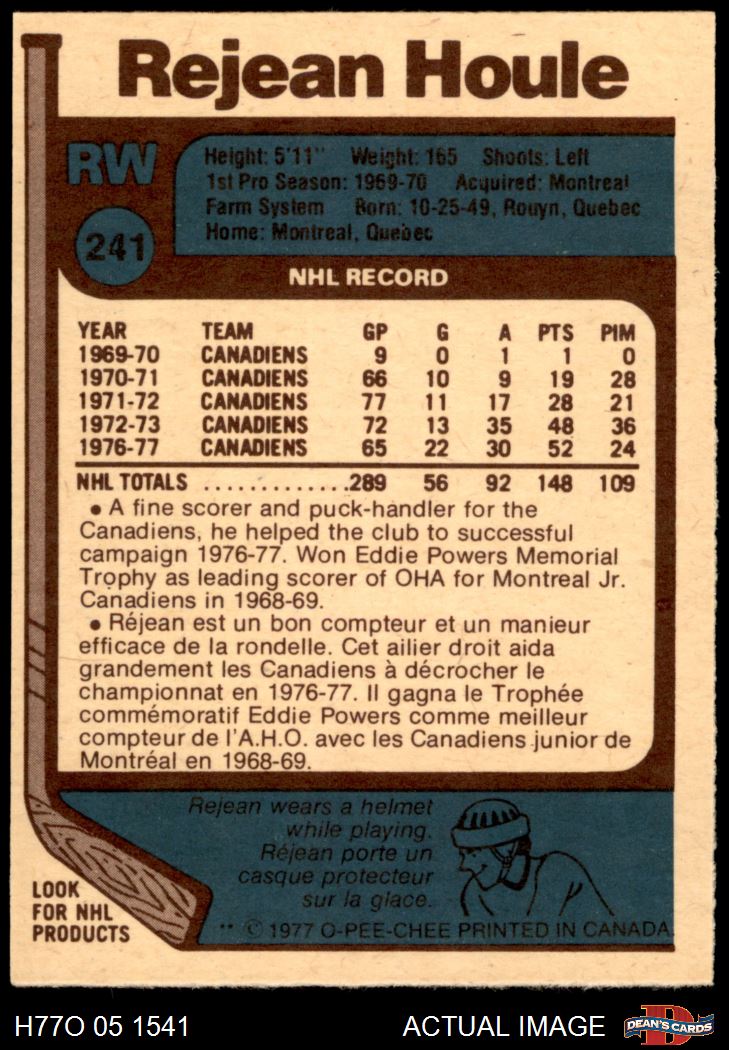 Rejean Houle
RW
241
Height: 5'11" Weight: 165 Shoots: Left
1st Pro Season: 1969-70 Acquired: Montreal
Farm System Born: 10-25-49, Rouyn, Quebec
Home: Montreal, Quebec
NHL RECORD
YEAR TEAM GP G A PTS PIM
1969-70 CANADIENS 9 0 1 1 0
1970-71 CANADIENS 66 10 9 19 28
1971-72 CANADIENS 77 11 17 28 21
1972-73 CANADIENS 72 13 35 48 36
1976-77 CANADIENS 65 22 30 52 24
NHL TOTALS ..............289 56 92 148 109
• A fine scorer and puck-handler for the
Canadiens, he helped the club to successful
campaign 1976-77. Won Eddie Powers Memorial
Trophy as leading scorer of OHA for Montreal Jr.
Canadiens in 1968-69.
• Réjean est un bon compteur et un manieur
efficace de la rondelle. Cet ailier droit aida
grandement les Canadiens à décrocher le
championnat en 1976-77. Il gagna le Trophée
commémoratif Eddie Powers comme meilleur
compteur de l'A.H.O. avec les Canadiens junior de
Montréal en 1968-69.
Rejean wears a helmet
while playing.
Réjean porte un
casque protecteur
sur la glace.
LOOK
FOR NHL
PRODUCTS
** © 1977 O-PEE-CHEE PRINTED IN CANADA
H77O 05 1541
ACTUAL IMAGE
D
DEAN'S CARDS